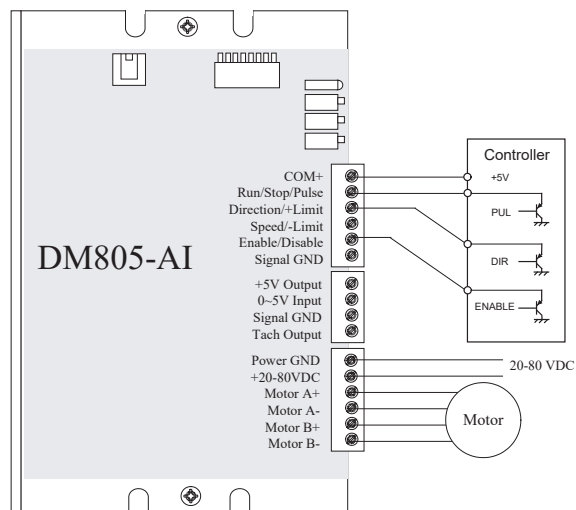 DM805-AI
COM+
Run/Stop/Pulse
Direction/+Limit
Speed/-Limit
Enable/Disable
Signal GND
+5V Output
0~5V Input
Signal GND
Tach Output
Power GND
+20-80VDC
Motor A+
Motor A-
Motor B+
Motor B-
Controller
+5V
PUL
DIR
ENABLE
20-80 VDC
Motor